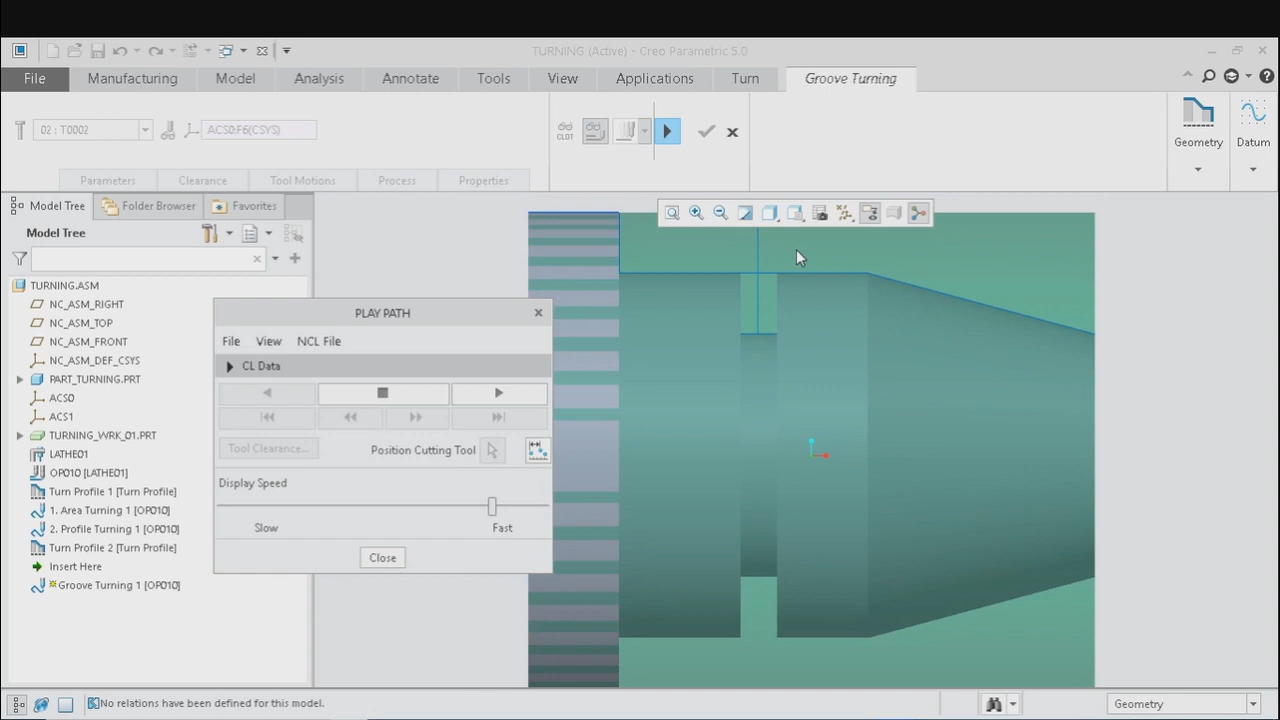 TURNING (Active) - Creo Parametric 5.0
File Manufacturing Model Analysis Annotate Tools View Applications Turn Groove Turning
02 : T0002 ACS0:F6(CSYS) CLDT
Geometry Datum
Parameters Clearance Tool Motions Process Properties
Model Tree Folder Browser Favorites
Model Tree
TURNING.ASM
NC_ASM_RIGHT
NC_ASM_TOP
NC_ASM_FRONT
NC_ASM_DEF_CSYS
PART_TURNING.PRT
ACS0
ACS1
TURNING_WRK_01.PRT
LATHE01
OP010 [LATHE01]
Turn Profile 1 [Turn Profile]
1. Area Turning 1 [OP010]
2. Profile Turning 1 [OP010]
Turn Profile 2 [Turn Profile]
Insert Here
Groove Turning 1 [OP010]
PLAY PATH
File View NCL File
CL Data
Tool Clearance... Position Cutting Tool
Display Speed
Slow Fast
Close
No relations have been defined for this model.
Geometry